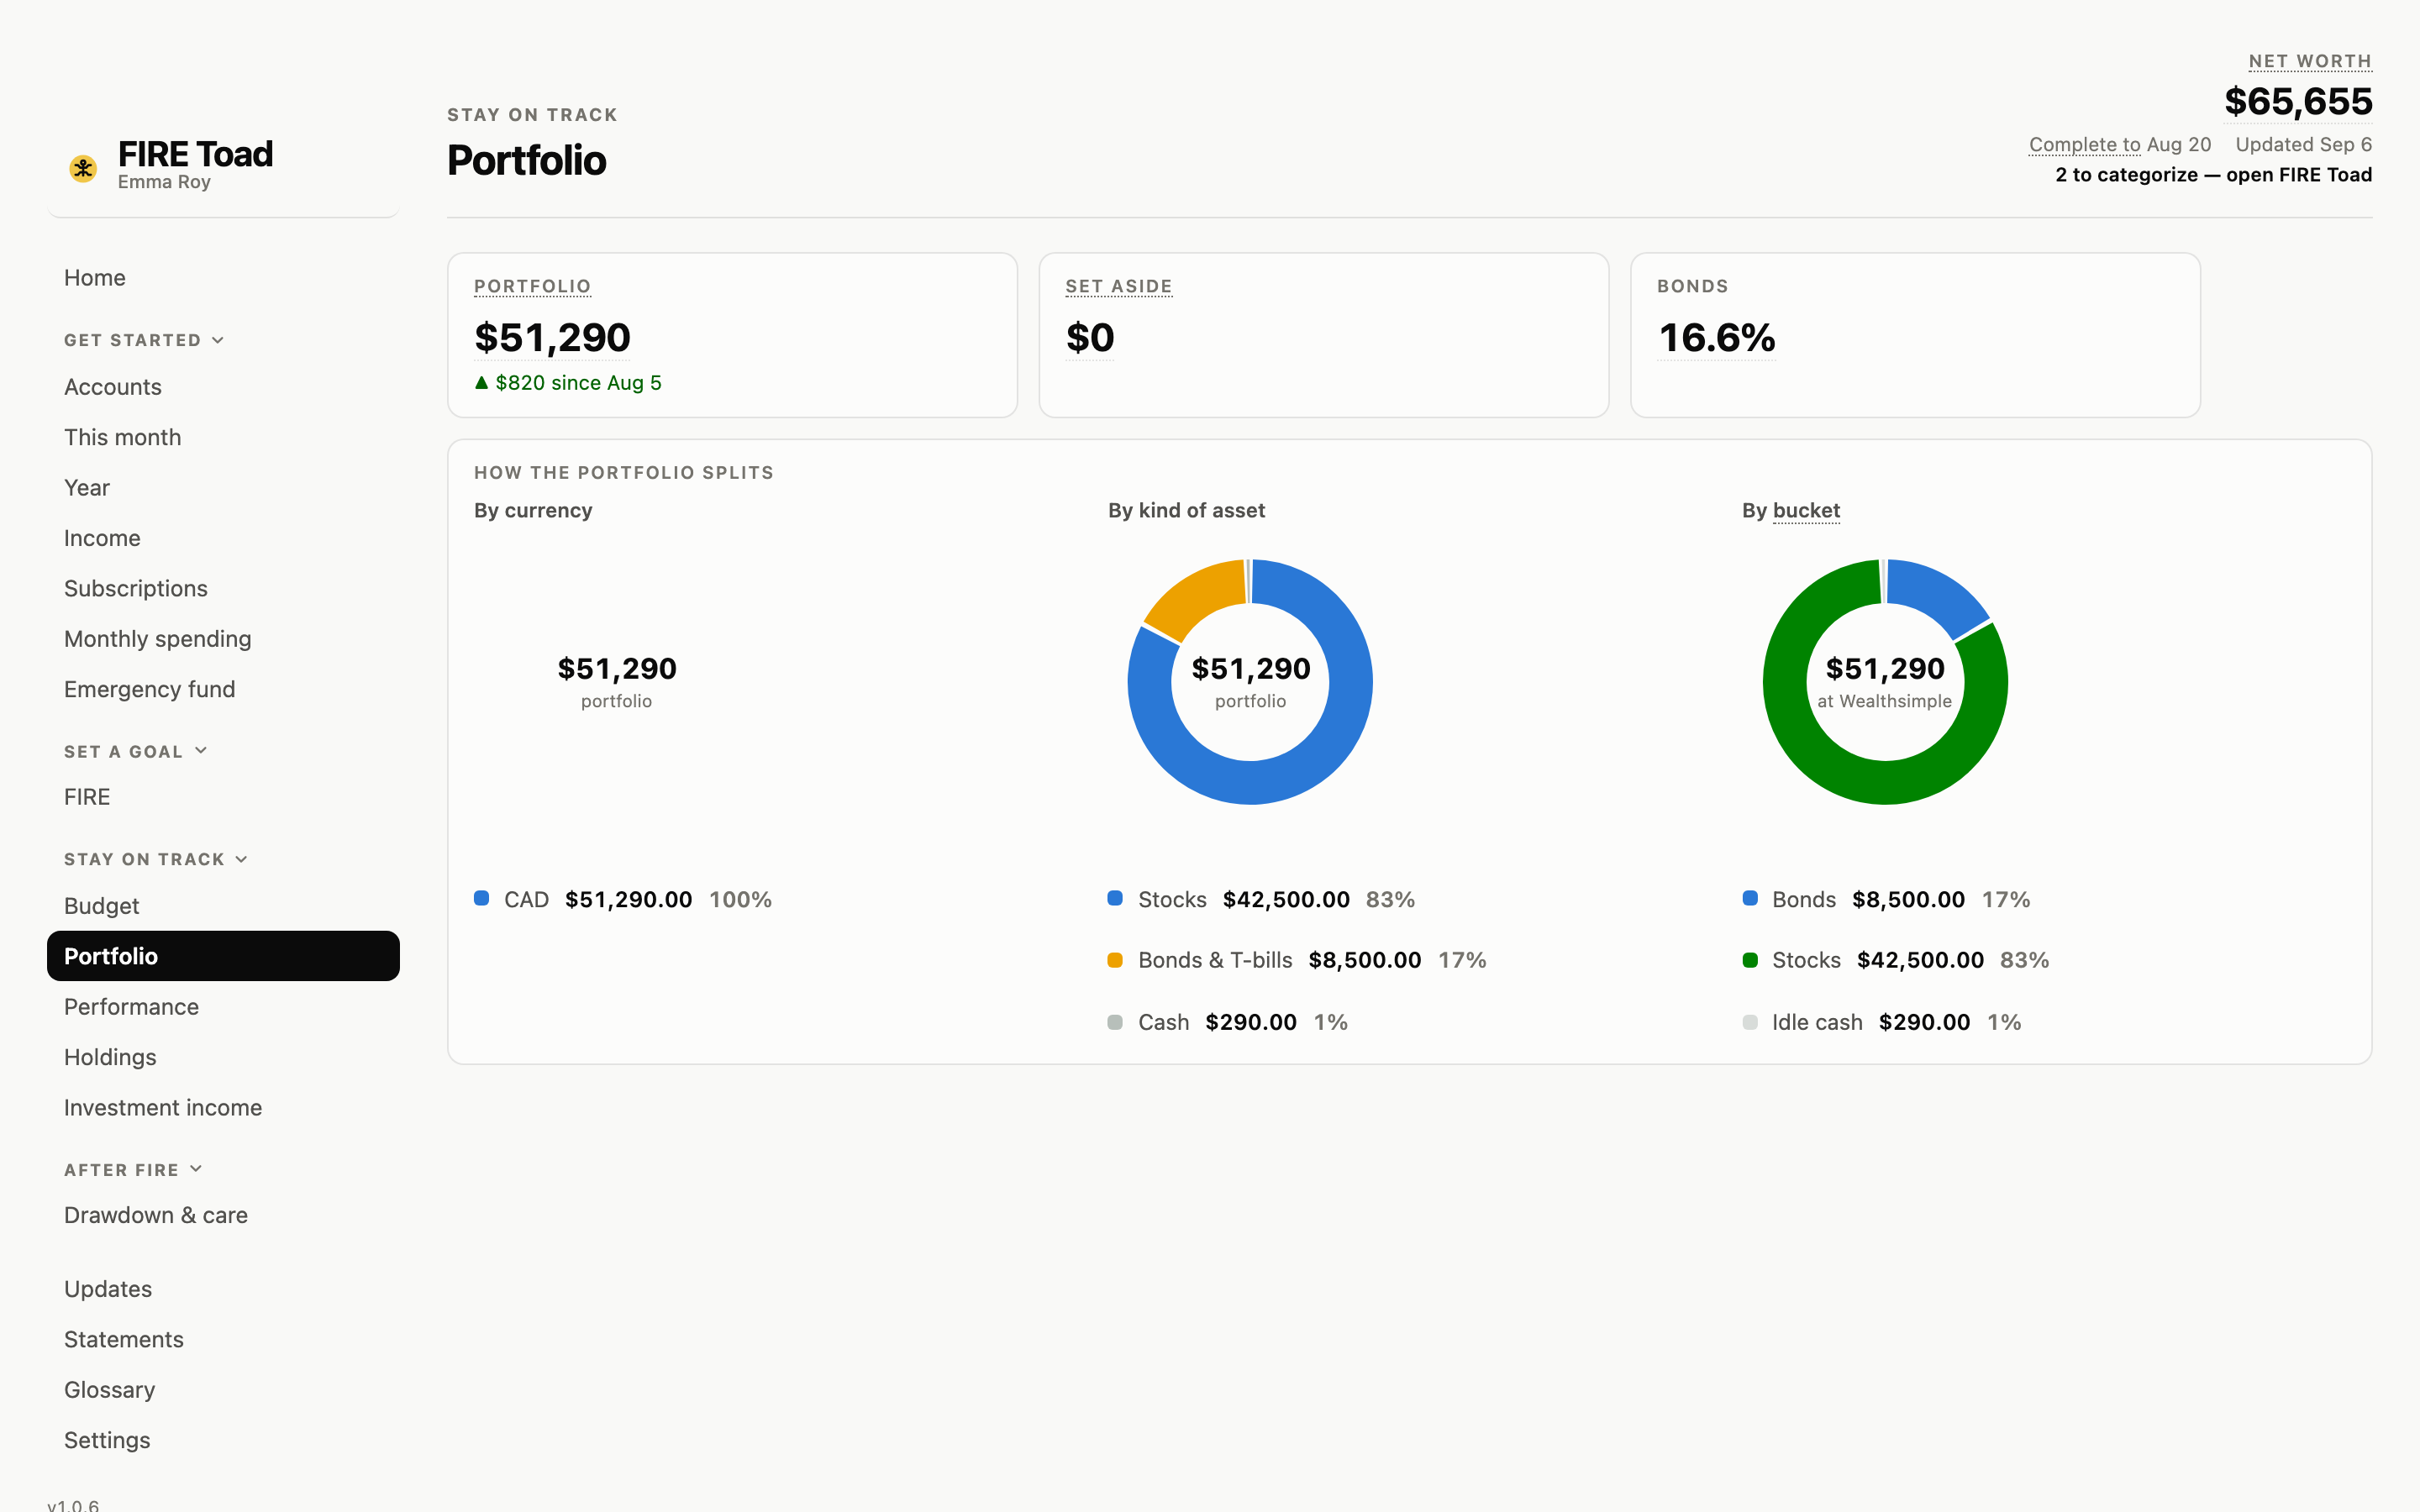 FIRE Toad
Emma Roy
Home
GET STARTED
Accounts
This month
Year
Income
Subscriptions
Monthly spending
Emergency fund
SET A GOAL
FIRE
STAY ON TRACK
Budget
Portfolio
Performance
Holdings
Investment income
AFTER FIRE
Drawdown & care
Updates
Statements
Glossary
Settings
v1.0.6
STAY ON TRACK
Portfolio
NET WORTH
$65,655
Complete to Aug 20 Updated Sep 6
2 to categorize — open FIRE Toad
PORTFOLIO
$51,290
▲ $820 since Aug 5
SET ASIDE
$0
BONDS
16.6%
HOW THE PORTFOLIO SPLITS
By currency
$51,290
portfolio
CAD $51,290.00 100%
By kind of asset
$51,290
portfolio
Stocks $42,500.00 83%
Bonds & T-bills $8,500.00 17%
Cash $290.00 1%
By bucket
$51,290
at Wealthsimple
Bonds $8,500.00 17%
Stocks $42,500.00 83%
Idle cash $290.00 1%